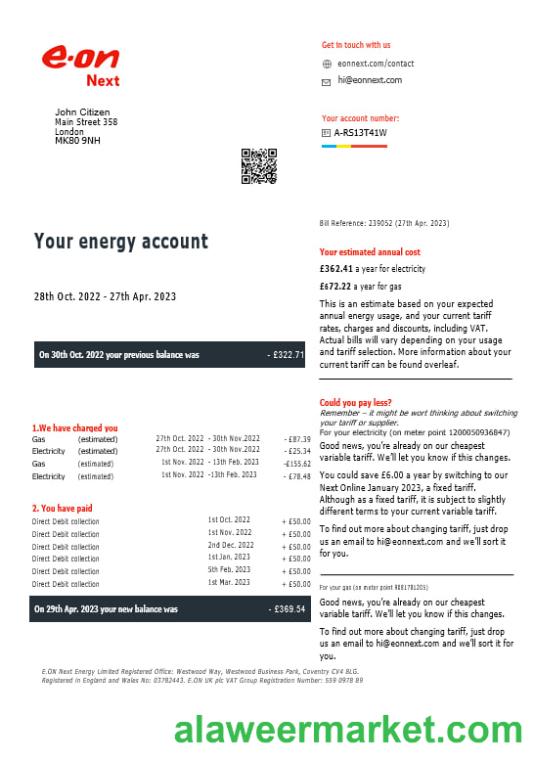 e·on
Next
John Citizen
Main Street 358
London
MK80 9NH
Get in touch with us
eonnext.com/contact
hi@eonnext.com
Your account number:
A-RS13T41W
Bill Reference: 239052 (27th Apr. 2023)
Your energy account
28th Oct. 2022 - 27th Apr. 2023
On 30th Oct. 2022 your previous balance was - £322.71
1.We have charged you
Gas (estimated) 27th Oct. 2022 - 30th Nov.2022 - £87.39
Electricity (estimated) 27th Oct. 2022 - 30th Nov.2022 - £25.34
Gas (estimated) 1st Nov. 2022 - 13th Feb. 2023 -£155.62
Electricity (estimated) 1st Nov. 2022 -13th Feb. 2023 - £78.48
2. You have paid
Direct Debit collection 1st Oct. 2022 + £50.00
Direct Debit collection 1st Nov. 2022 + £50.00
Direct Debit collection 2nd Dec. 2022 + £50.00
Direct Debit collection 1st Jan. 2023 + £50.00
Direct Debit collection 5th Feb. 2023 + £50.00
Direct Debit collection 1st Mar. 2023 + £50.00
On 29th Apr. 2023 your new balance was - £369.54
Your estimated annual cost
£362.41 a year for electricity
£672.22 a year for gas
This is an estimate based on your expected
annual energy usage, and your current tariff
rates, charges and discounts, including VAT.
Actual bills will vary depending on your usage
and tariff selection. More information about your
current tariff can be found overleaf.
Could you pay less?
Remember – it might be wort thinking about switching
your tariff or supplier.
For your electricity (on meter point 1200050936847)
Good news, you're already on our cheapest
variable tariff. We'll let you know if this changes.
You could save £6.00 a year by switching to our
Next Online January 2023, a fixed tariff.
Although as a fixed tariff, it is subject to slightly
different terms to your current variable tariff.
To find out more about changing tariff, just drop
us an email to hi@eonnext.com and we'll sort it
for you.
For your gas (on meter point
Good news, you're already on our cheapest
variable tariff. We'll let you know if this changes.
To find out more about changing tariff, just drop
us an email to hi@eonnext.com and we'll sort it for
you.
E.ON Next Energy Limited Registered Office: Westwood Way, Westwood Business Park, Coventry CV4 8LG.
Registered in England and Wales No: 03782443. E.ON UK plc VAT Group Registration Number: 559 0978 89
alaweermarket.com